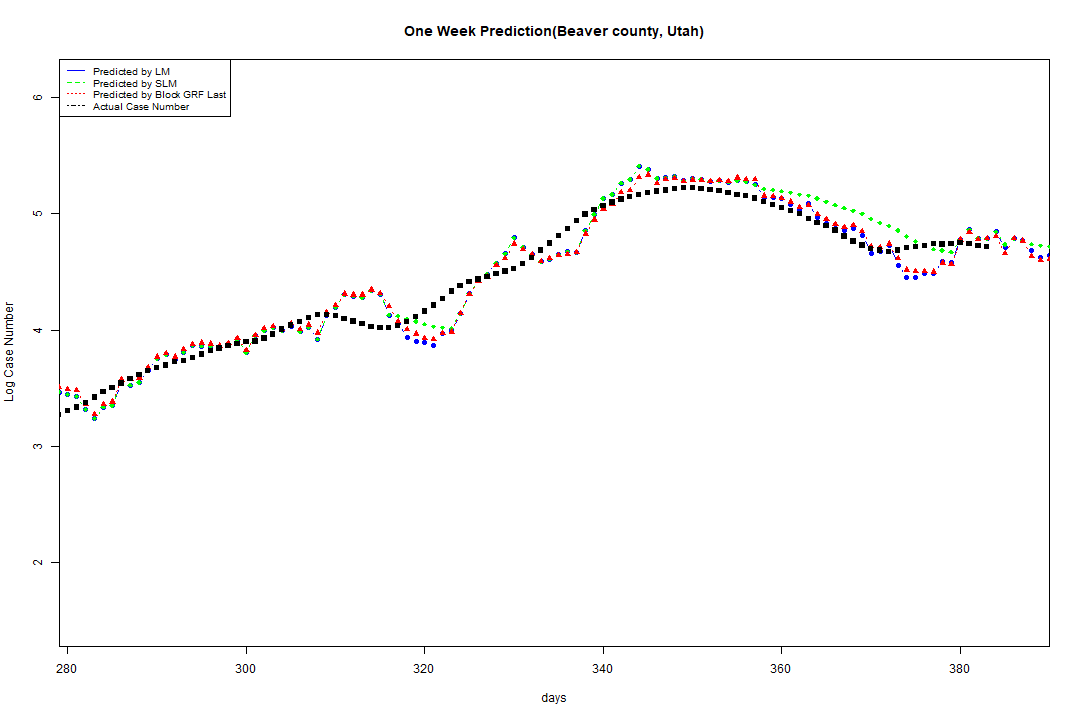 One Week Prediction(Beaver county, Utah)
Predicted by LM
Predicted by SLM
Predicted by Block GRF Last
Actual Case Number
6
5
4
3
2
Log Case Number
280 300 320 340 360 380
days